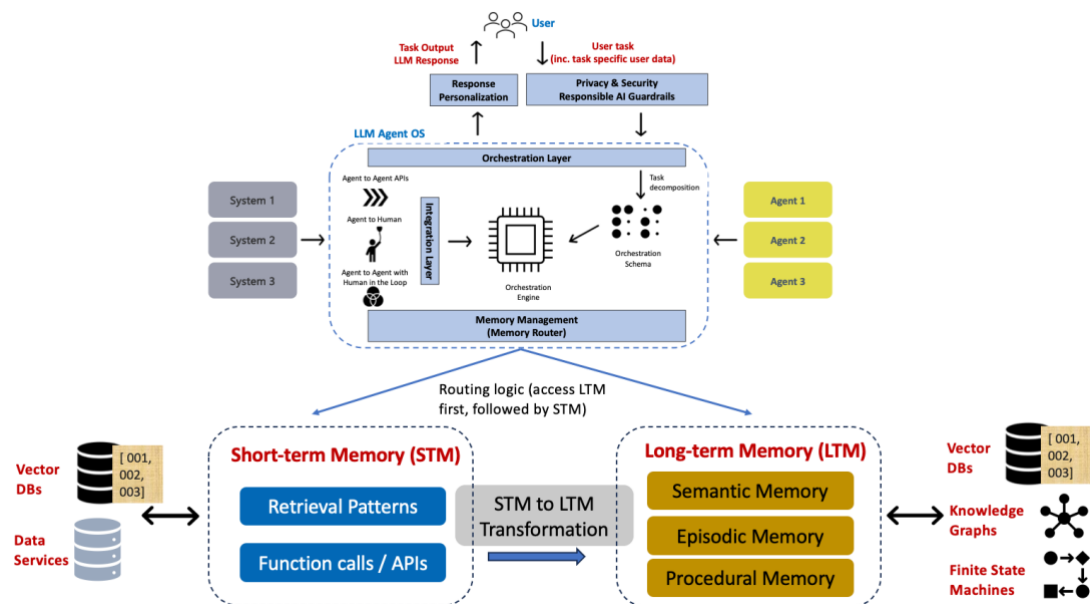 User
Task Output
LLM Response
User task
(inc. task specific user data)
Response
Personalization
Privacy & Security
Responsible AI Guardrails
LLM Agent OS
Orchestration Layer
Agent to Agent APIs
Task
decomposition
System 1
System 2
System 3
Agent to Human
Integration Layer
Agent to Agent with
Human in the Loop
Orchestration
Engine
Orchestration
Schema
Agent 1
Agent 2
Agent 3
Memory Management
(Memory Router)
Routing logic (access LTM
first, followed by STM)
Vector
DBs
[ 001,
002,
003]
Data
Services
Short-term Memory (STM)
Retrieval Patterns
Function calls / APIs
STM to LTM
Transformation
Long-term Memory (LTM)
Semantic Memory
Episodic Memory
Procedural Memory
Vector
DBs
[ 001,
002,
003]
Knowledge
Graphs
Finite State
Machines